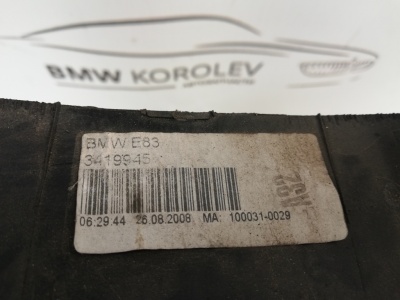 BMW KOROLEV
BMW E83
3419945
06:29:44 26.08.2008 MA: 100031-0029